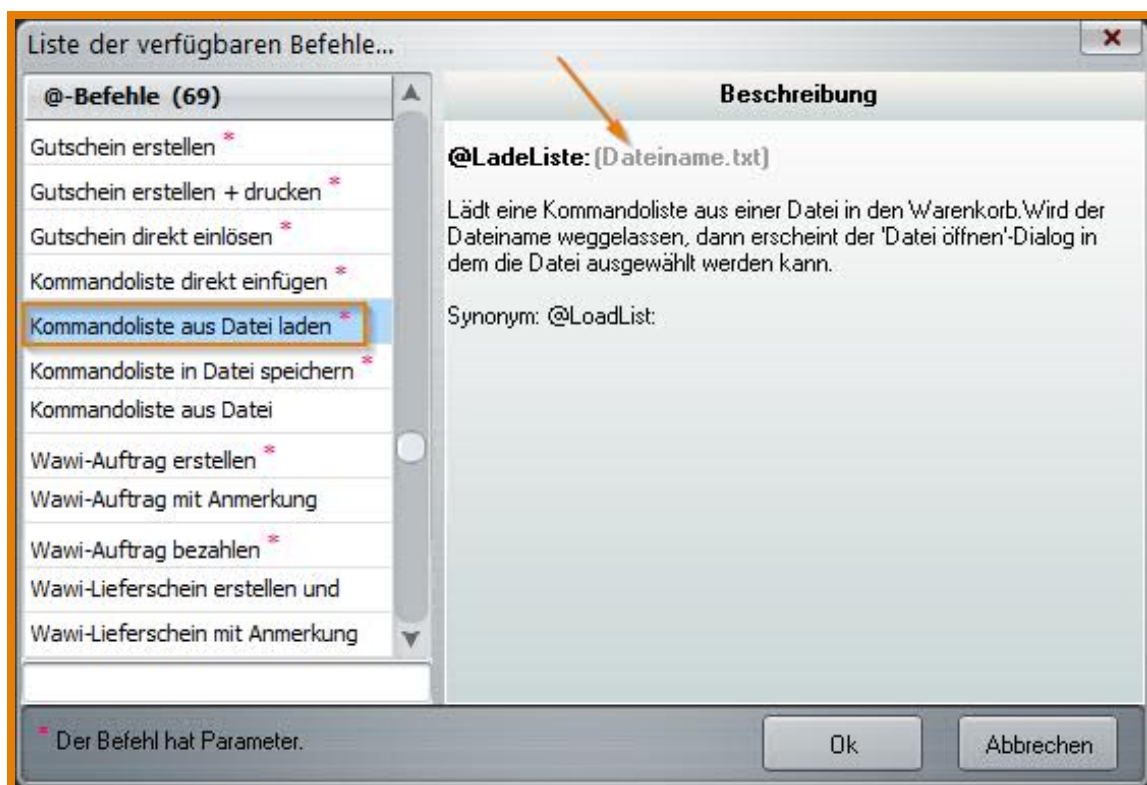 Liste der verfügbaren Befehle...
@-Befehle (69)
Gutschein erstellen *
Gutschein erstellen + drucken *
Gutschein direkt einlösen *
Kommandoliste direkt einfügen *
Kommandoliste aus Datei laden *
Kommandoliste in Datei speichern *
Kommandoliste aus Datei
Wawi-Auftrag erstellen *
Wawi-Auftrag mit Anmerkung
Wawi-Auftrag bezahlen *
Wawi-Lieferschein erstellen und
Wawi-Lieferschein mit Anmerkung
Beschreibung
@LadeListe: (Dateiname.txt)
Lädt eine Kommandoliste aus einer Datei in den Warenkorb.Wird der
Dateiname weggelassen, dann erscheint der 'Datei öffnen'-Dialog in
dem die Datei ausgewählt werden kann.
Synonym: @LoadList:
* Der Befehl hat Parameter.
Ok
Abbrechen